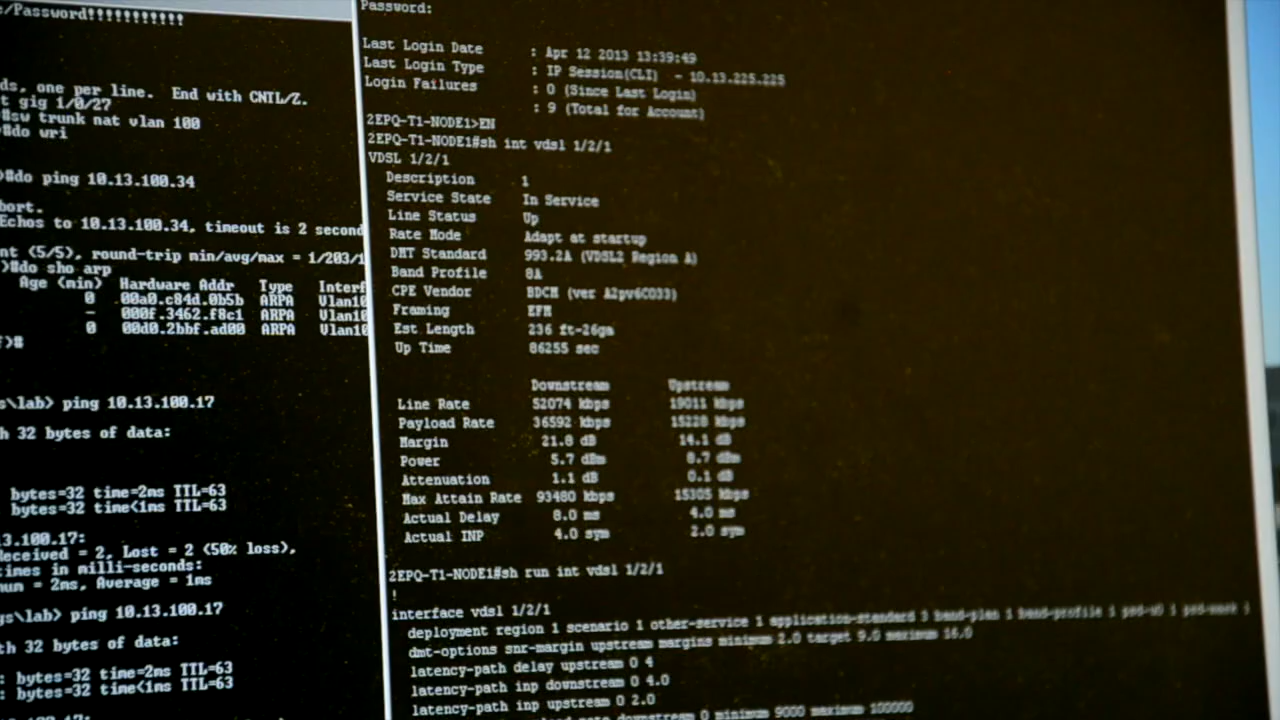 e/Password!!!!!!!!!!!
ds, one per line. End with CNTL/Z.
t gig 1/0/27
#sw trunk nat vlan 100
#do wri
)#do ping 10.13.100.34
bort.
Echos to 10.13.100.34, timeout is 2 second
nt (5/5), round-trip min/avg/max = 1/203/1
)#do sho arp
Age (min) Hardware Addr Type Interf
0 00a0.c84d.0b5b ARPA Vlan10
- 000f.3462.f8c1 ARPA Vlan10
0 00d0.2bbf.ad00 ARPA Vlan10
f)#
s\lab> ping 10.13.100.17
h 32 bytes of data:
bytes=32 time=2ms TTL=63
bytes=32 time<1ms TTL=63
3.100.17:
Received = 2, Lost = 2 (50% loss),
times in milli-seconds:
num = 2ms, Average = 1ms
gs\lab> ping 10.13.100.17
th 32 bytes of data:
: bytes=32 time=2ms TTL=63
: bytes=32 time<1ms TTL=63
Password:
Last Login Date : Apr 12 2013 13:39:49
Last Login Type : IP Session(CLI) - 10.13.225.225
Login Failures : 0 (Since Last Login)
: 9 (Total for Account)
2EPQ-T1-NODE1>EN
2EPQ-T1-NODE1#sh int vdsl 1/2/1
VDSL 1/2/1
Description 1
Service State In Service
Line Status Up
Rate Mode Adapt at startup
DMT Standard 993.2A (VDSL2 Region A)
Band Profile 8A
CPE Vendor BDCM (ver A2pv6C033)
Framing EFM
Est Length 236 ft-26ga
Up Time 86255 sec
Downstream Upstream
Line Rate 52074 kbps 19011 kbps
Payload Rate 36592 kbps 15228 kbps
Margin 21.8 dB 14.1 dB
Power 5.7 dBm 8.7 dBm
Attenuation 1.1 dB 0.1 dB
Max Attain Rate 93480 kbps 15305 kbps
Actual Delay 8.0 ms 4.0 ms
Actual INP 4.0 sym 2.0 sym
2EPQ-T1-NODE1#sh run int vdsl 1/2/1
!
interface vdsl 1/2/1
deployment region 1 scenario 1 other-service 1 application-standard 3 band-plan 1 band-profile 1
dmt-options snr-margin upstream margins minimum 2.0 target 9.0 maximum 16.0
latency-path delay upstream 0 4
latency-path inp downstream 0 4.0
latency-path inp upstream 0 2.0
downstream 0 minimum 9000 maximum 100000